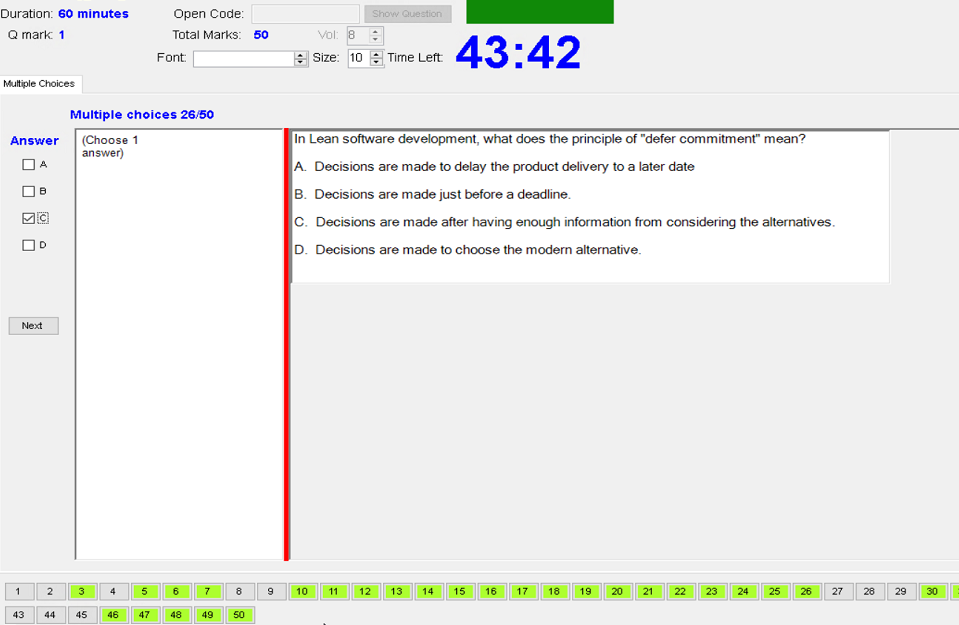 Duration: 60 minutes Open Code: Show Question
Q mark: 1 Total Marks: 50 Vol: 8
Font: Size: 10 Time Left: 43:42
Multiple Choices
Multiple choices 26/50
Answer
A
B
C
D
Next
(Choose 1
answer)
In Lean software development, what does the principle of "defer commitment" mean?
A. Decisions are made to delay the product delivery to a later date
B. Decisions are made just before a deadline.
C. Decisions are made after having enough information from considering the alternatives.
D. Decisions are made to choose the modern alternative.
1 2 3 4 5 6 7 8 9 10 11 12 13 14 15 16 17 18 19 20 21 22 23 24 25 26 27 28 29 30
43 44 45 46 47 48 49 50